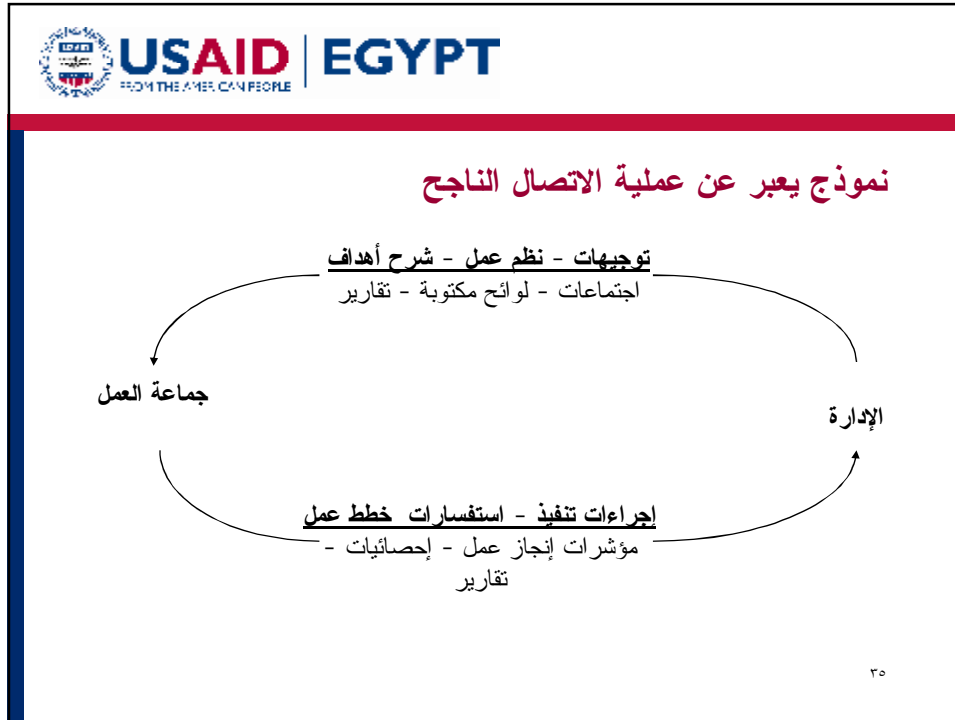 USAID | EGYPT
FROM THE AMERICAN PEOPLE
نموذج يعبر عن عملية الاتصال الناجح
توجيهات - نظم عمل - شرح أهداف
اجتماعات - لوائح مكتوبة - تقارير
جماعة العمل
الإدارة
إجراءات تنفيذ - استفسارات خطط عمل
مؤشرات إنجاز عمل - إحصائيات -
تقارير
٣٥